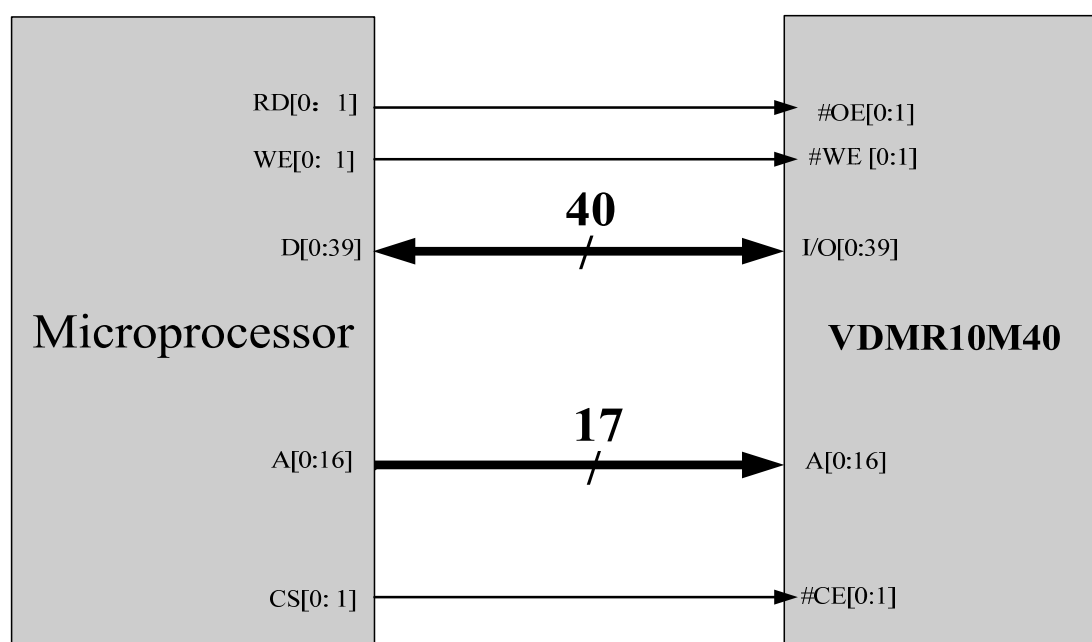 RD[0: 1]
#OE[0:1]
WE[0: 1]
#WE [0:1]
40
D[0:39]
I/O[0:39]
Microprocessor
VDMR10M40
17
A[0:16]
A[0:16]
CS[0: 1]
#CE[0:1]